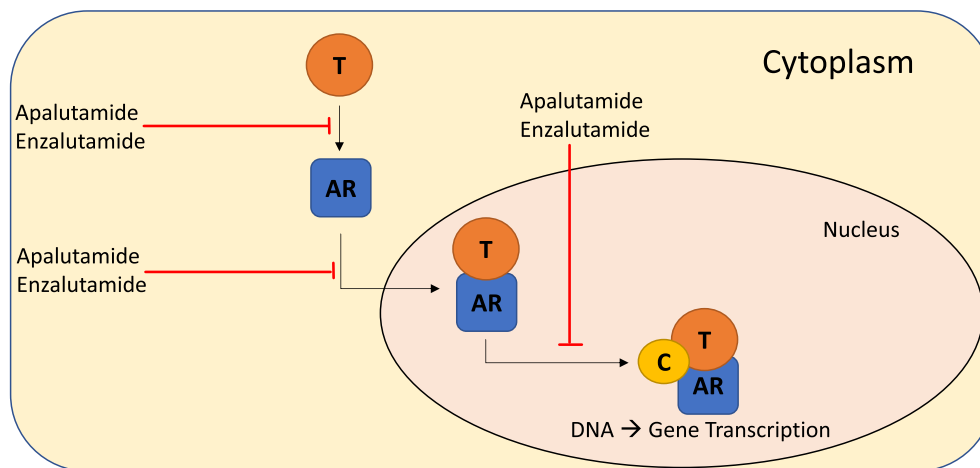 T
Cytoplasm
Apalutamide
Enzalutamide
Apalutamide
Enzalutamide
AR
Nucleus
T
AR
Apalutamide
Enzalutamide
T
C
AR
DNA → Gene Transcription